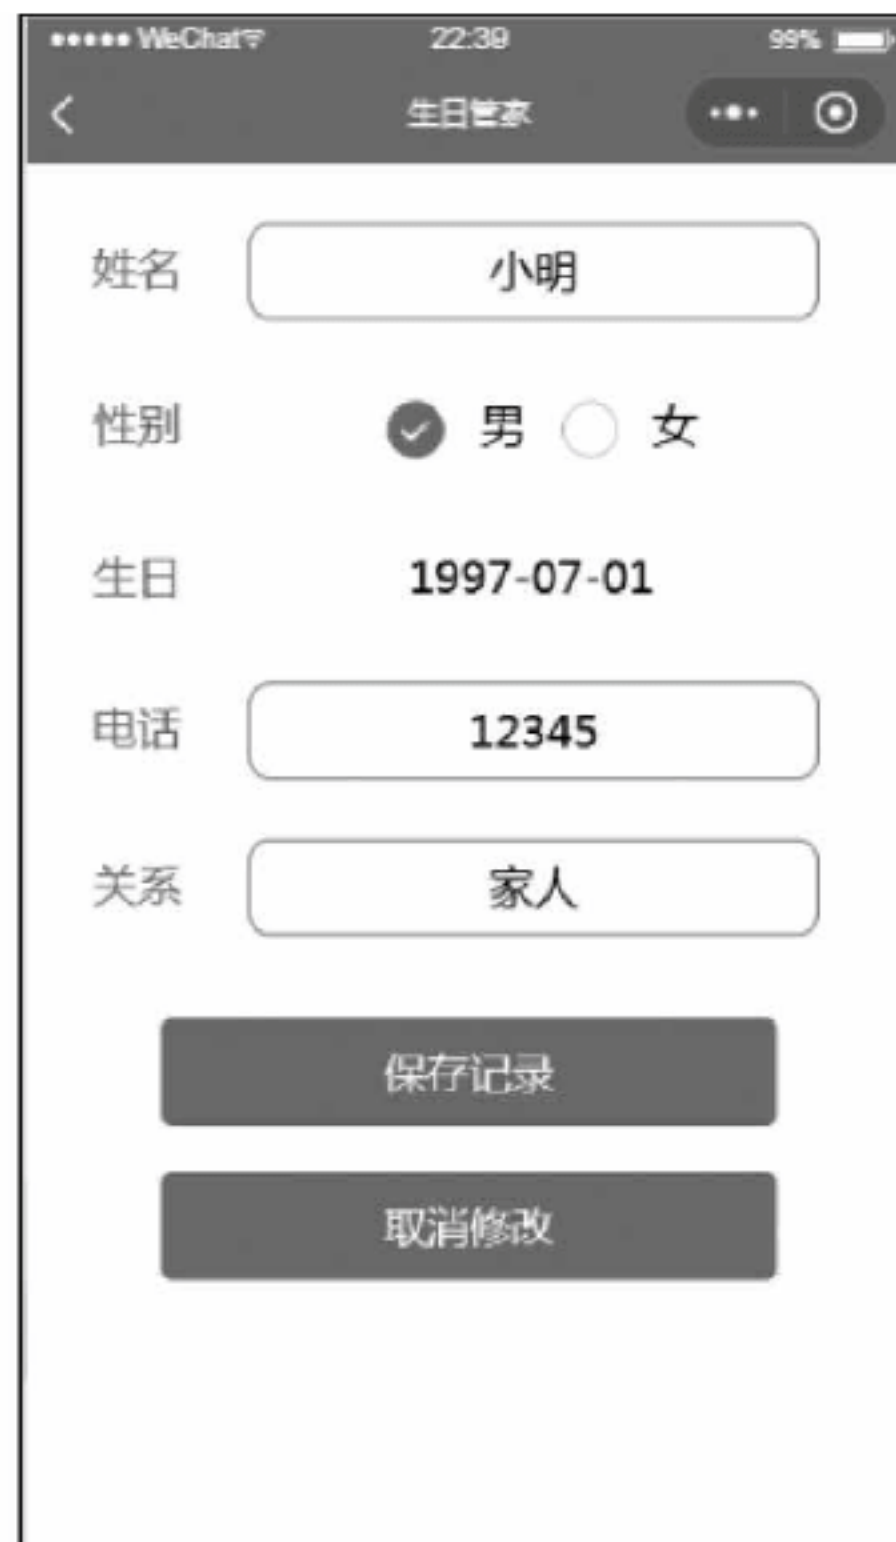 WeChat 22:39 99%
生日管家
姓名 小明
性别 男 女
生日 1997-07-01
电话 12345
关系 家人
保存记录
取消修改